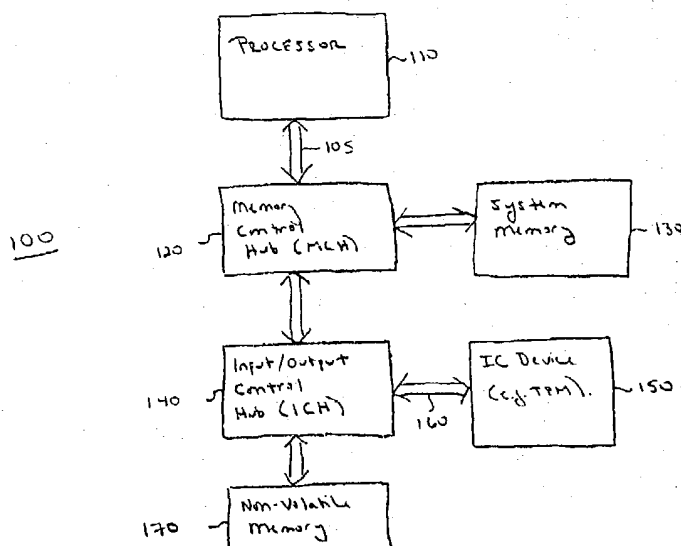 PROCESSOR
110
105
Memory
Control
Hub (MCH)
120
System
Memory
130
100
Input/Output
Control
Hub (ICH)
140
IC Device
(e.g. TPM).
150
160
Non-Volatile
Memory
170